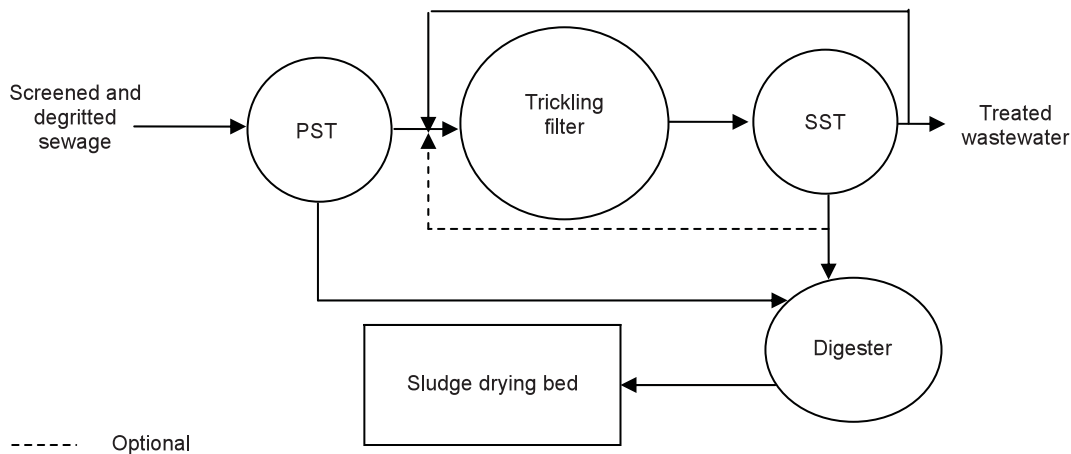 Screened and
degritted
sewage
PST
Trickling
filter
SST
Treated
wastewater
Digester
Sludge drying bed
Optional